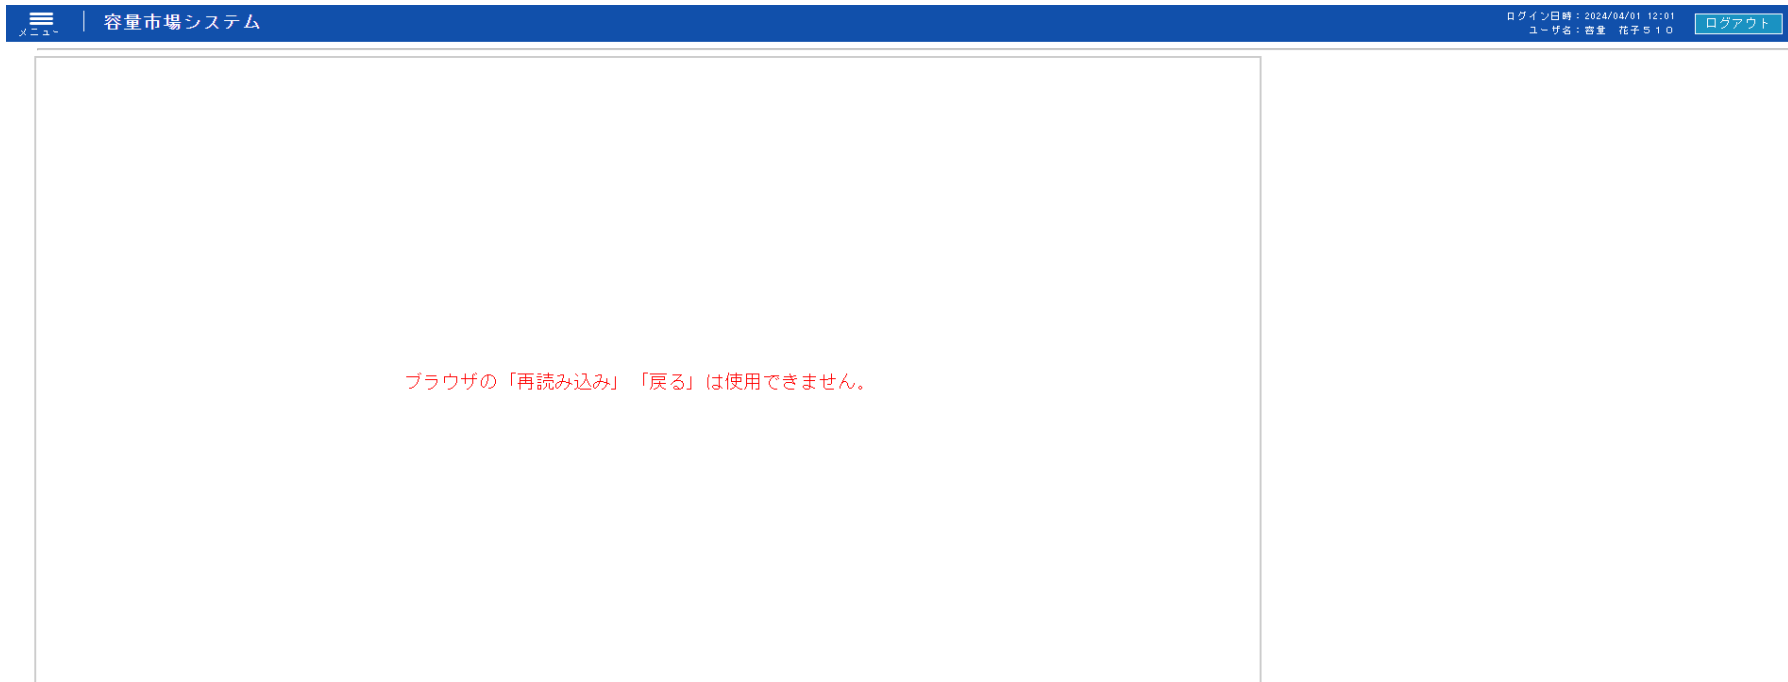 メニュー
容量市場システム
ログイン日時：2024/04/01 12:01
ユーザ名：容量　花子５１０
ログアウト
ブラウザの「再読み込み」「戻る」は使用できません。